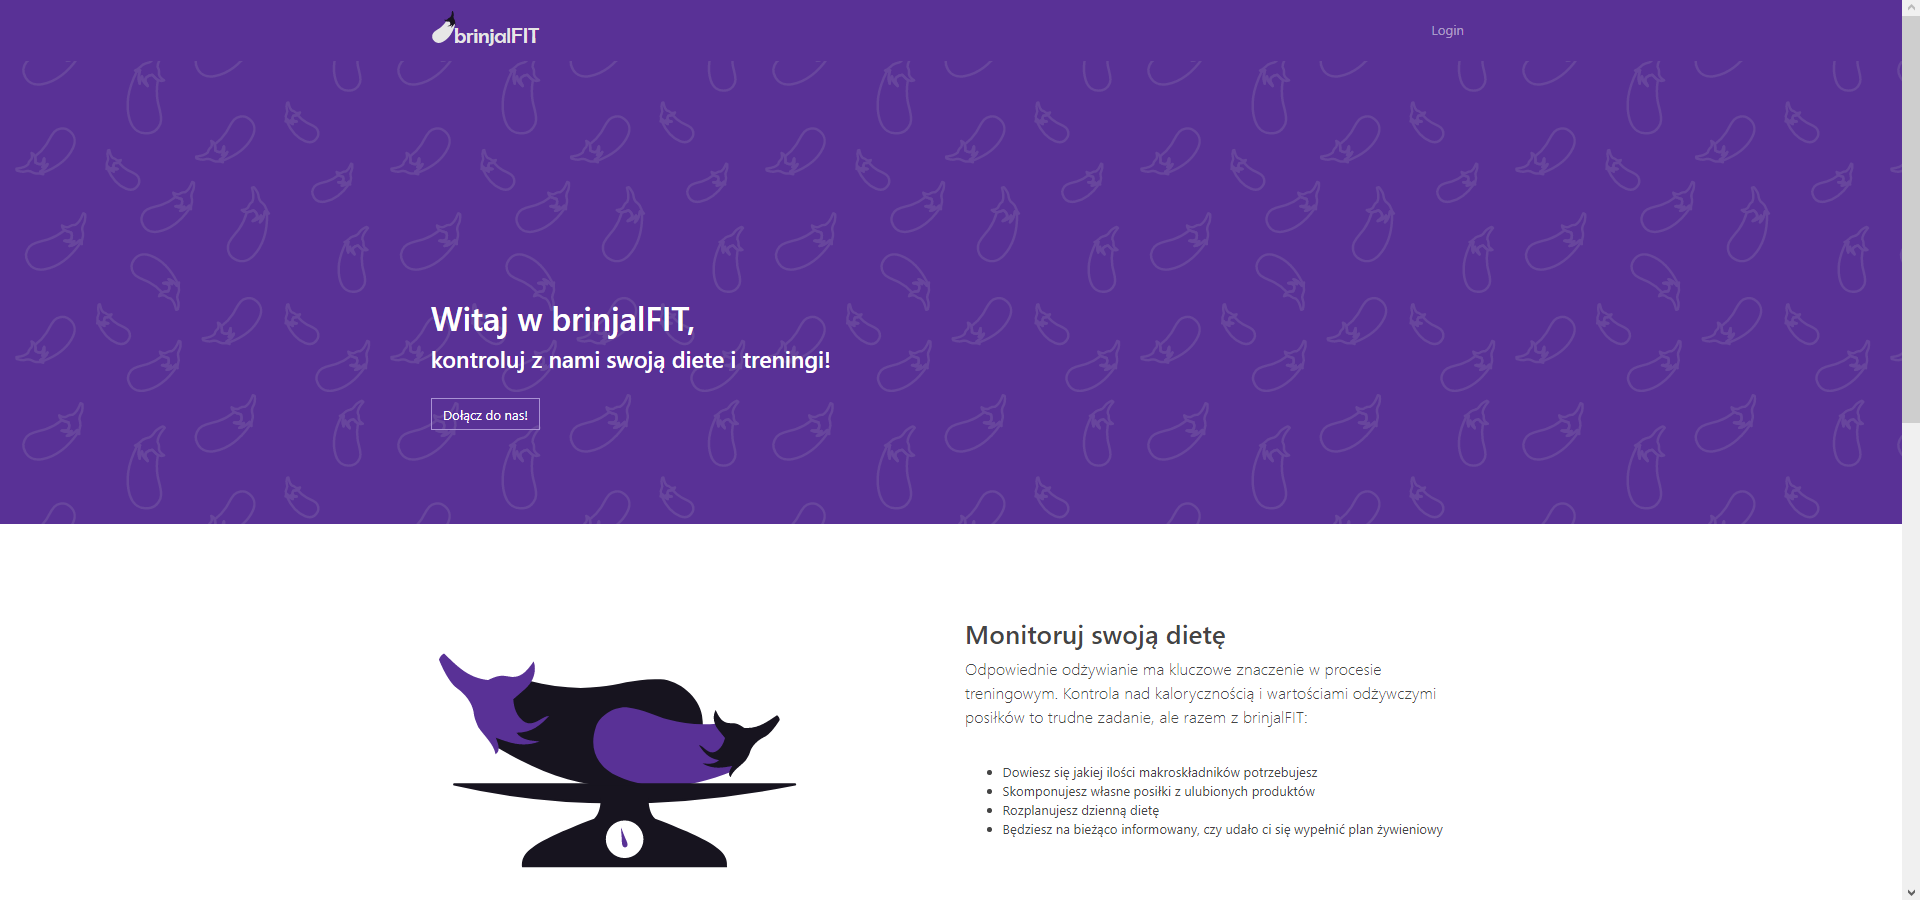 brinjalFIT
Login
Witaj w brinjalFIT,
kontroluj z nami swoją diete i treningi!
Dołącz do nas!
Monitoruj swoją dietę
Odpowiednie odżywianie ma kluczowe znaczenie w procesie
treningowym. Kontrola nad kalorycznością i wartościami odżywczymi
posiłków to trudne zadanie, ale razem z brinjalFIT:
• Dowiesz się jakiej ilości makroskładników potrzebujesz
• Skomponujesz własne posiłki z ulubionych produktów
• Rozplanujesz dzienną dietę
• Będziesz na bieżąco informowany, czy udało ci się wypełnić plan żywieniowy